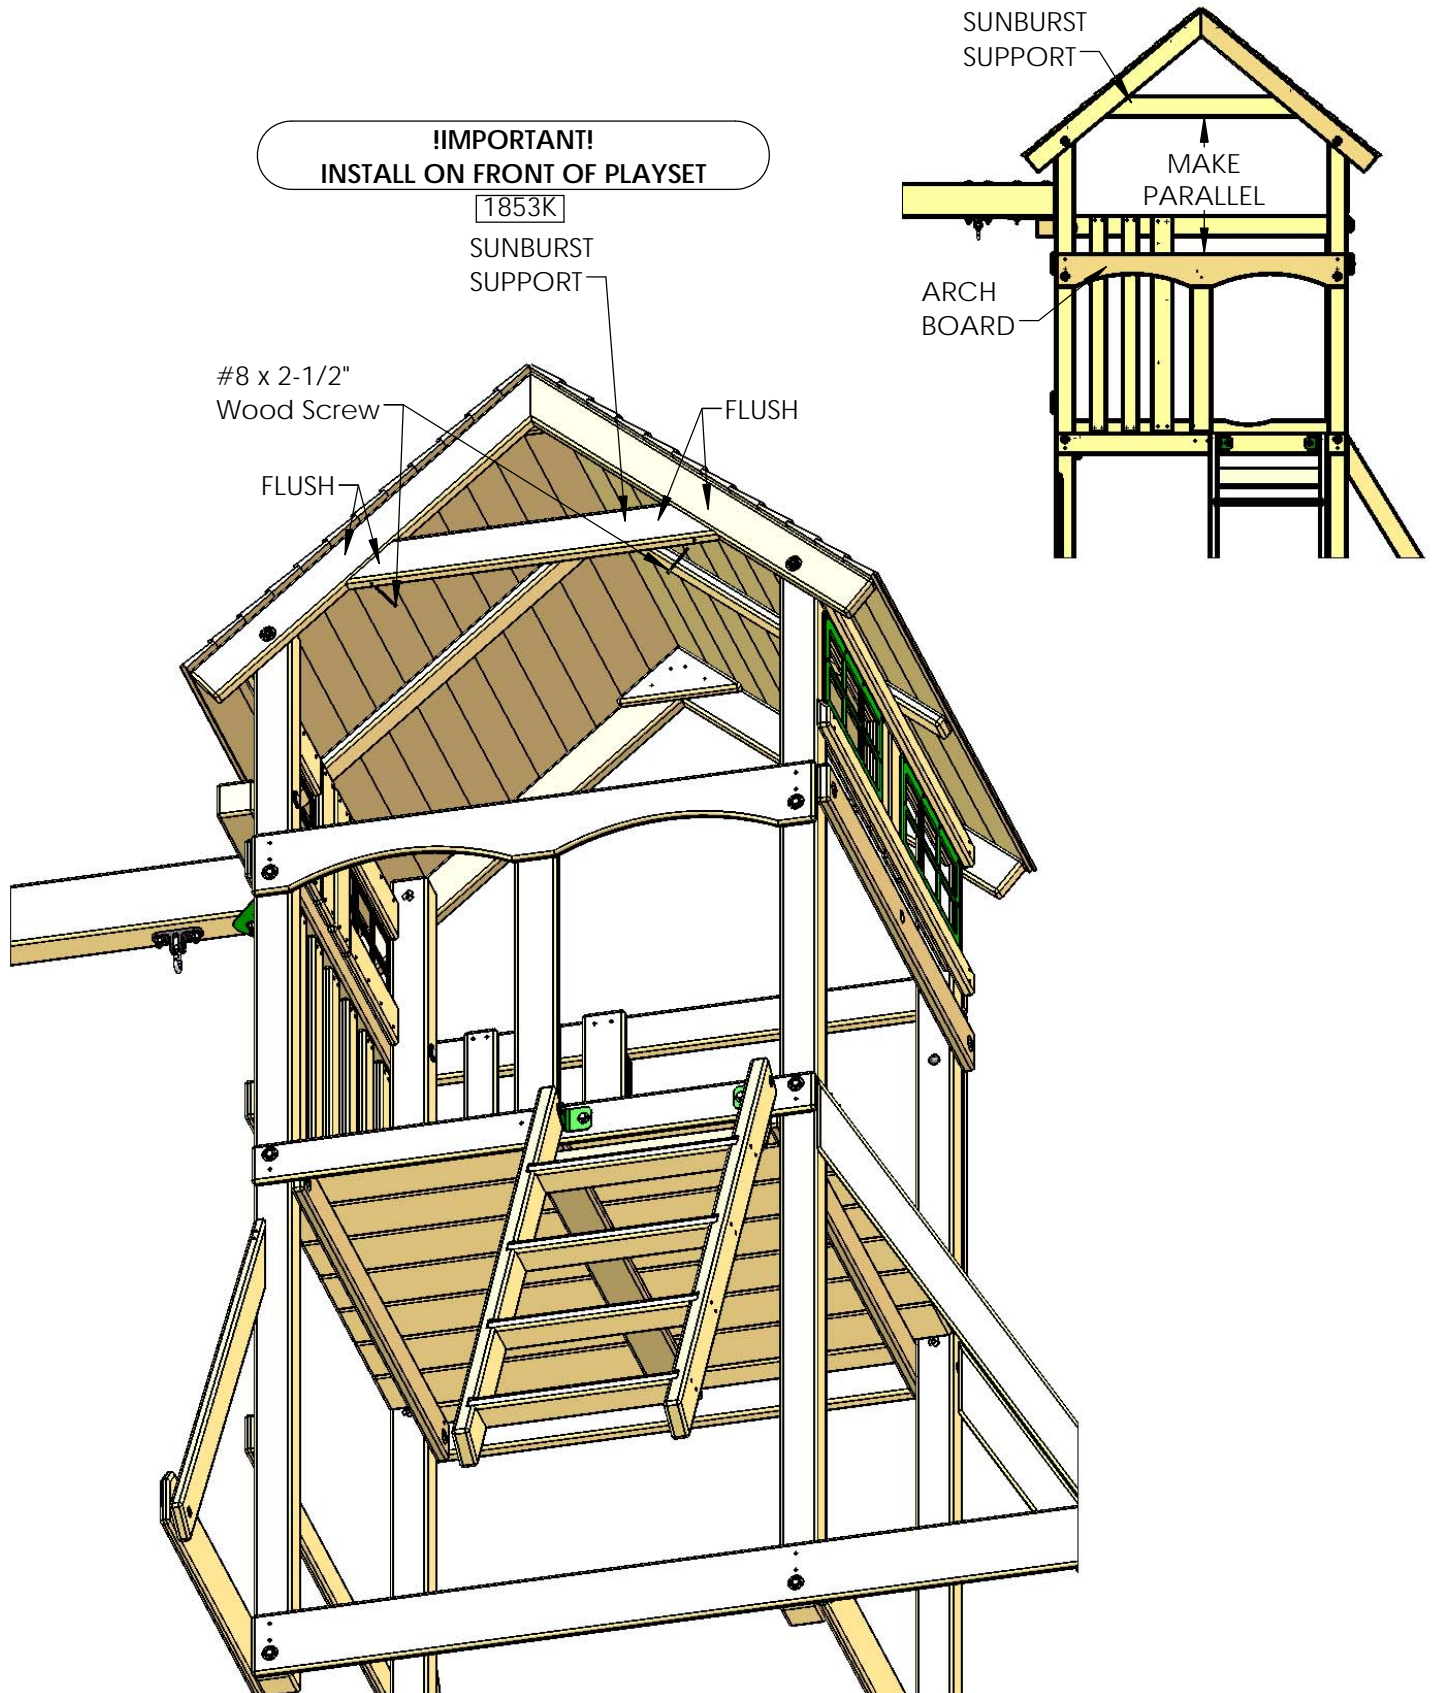 SUNBURST
SUPPORT
!IMPORTANT!
INSTALL ON FRONT OF PLAYSET
1853K
SUNBURST
SUPPORT
MAKE
PARALLEL
ARCH
BOARD
#8 x 2-1/2"
Wood Screw
FLUSH
FLUSH